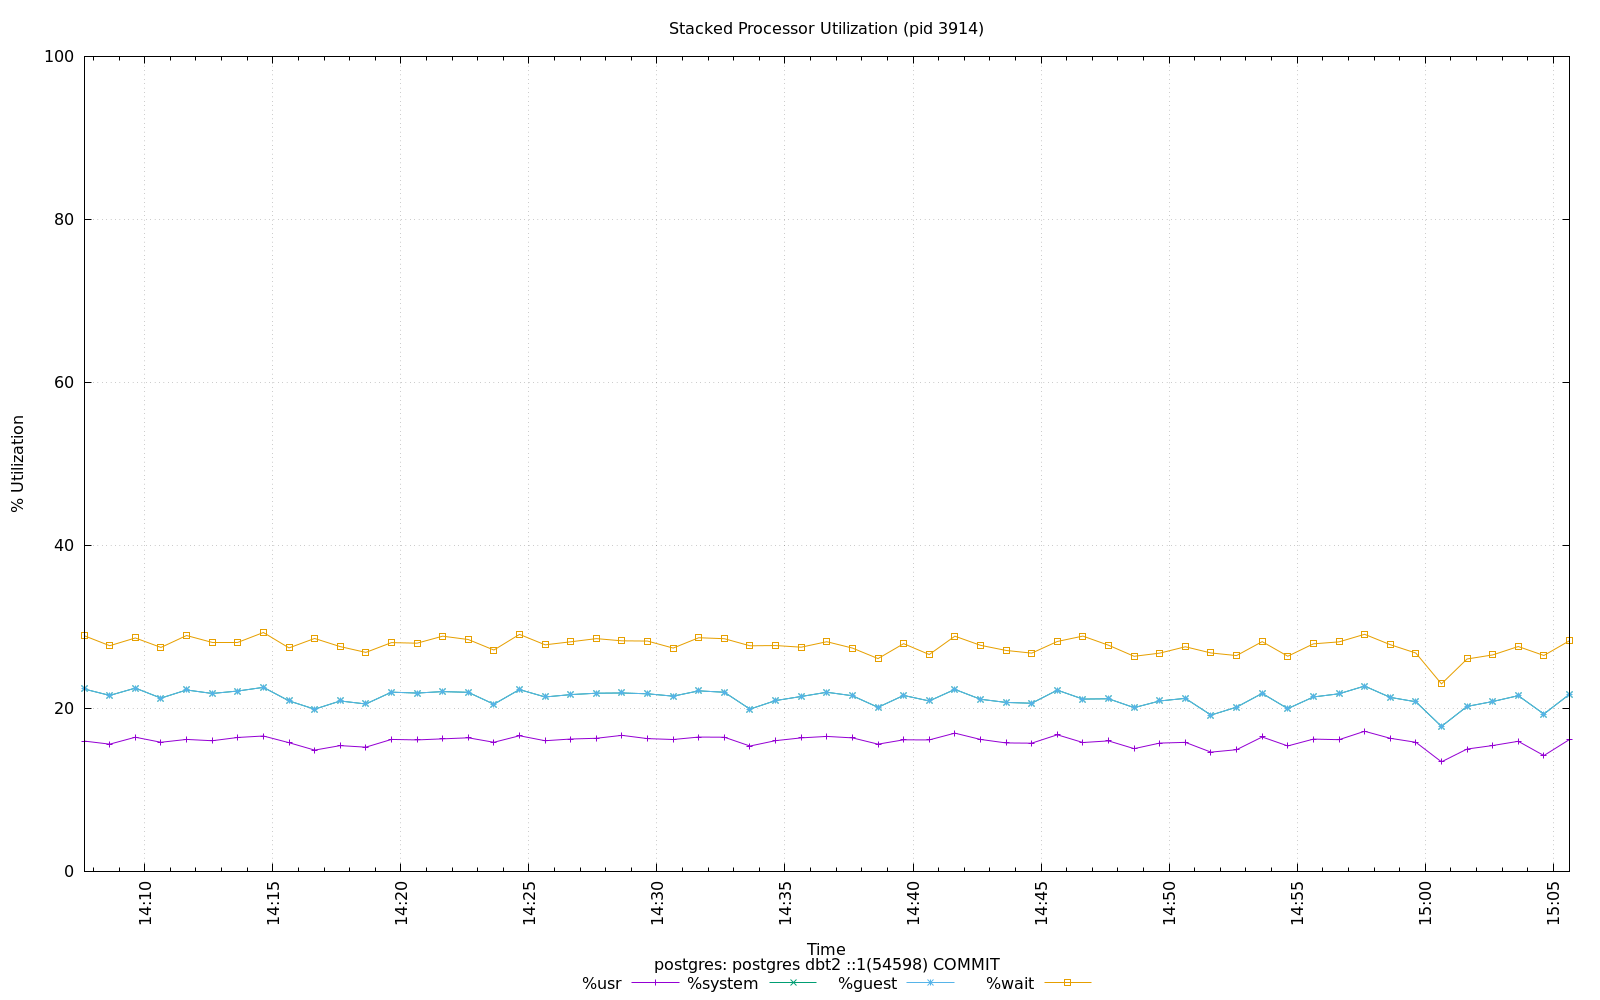 Stacked Processor Utilization (pid 3914)
100
80
60
40
20
0
% Utilization
14:10 14:15 14:20 14:25 14:30 14:35 14:40 14:45 14:50 14:55 15:00 15:05
Time
postgres: postgres dbt2 ::1(54598) COMMIT
%usr %system %guest %wait